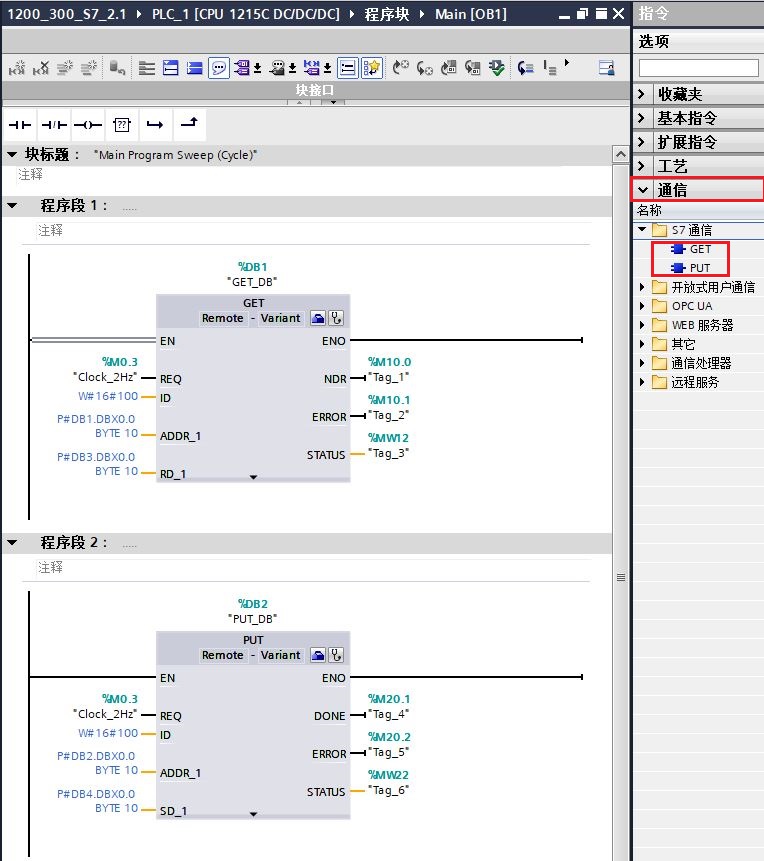 1200_300_S7_2.1 ▸ PLC_1 [CPU 1215C DC/DC/DC] ▸ 程序块 ▸ Main [OB1]
块接口
??
块标题： "Main Program Sweep (Cycle)"
注释
程序段 1： .....
注释
%DB1
"GET_DB"
GET
Remote - Variant
EN ENO
%M0.3
"Clock_2Hz" REQ
%M10.0
NDR "Tag_1"
W#16#100 ID
%M10.1
ERROR "Tag_2"
P#DB1.DBX0.0
BYTE 10 ADDR_1
%MW12
STATUS "Tag_3"
P#DB3.DBX0.0
BYTE 10 RD_1
程序段 2： .....
注释
%DB2
"PUT_DB"
PUT
Remote - Variant
EN ENO
%M0.3
"Clock_2Hz" REQ
%M20.1
DONE "Tag_4"
W#16#100 ID
%M20.2
ERROR "Tag_5"
P#DB2.DBX0.0
BYTE 10 ADDR_1
%MW22
STATUS "Tag_6"
P#DB4.DBX0.0
BYTE 10 SD_1
指令
选项
收藏夹
基本指令
扩展指令
工艺
通信
名称
S7 通信
GET
PUT
开放式用户通信
OPC UA
WEB 服务器
其它
通信处理器
远程服务